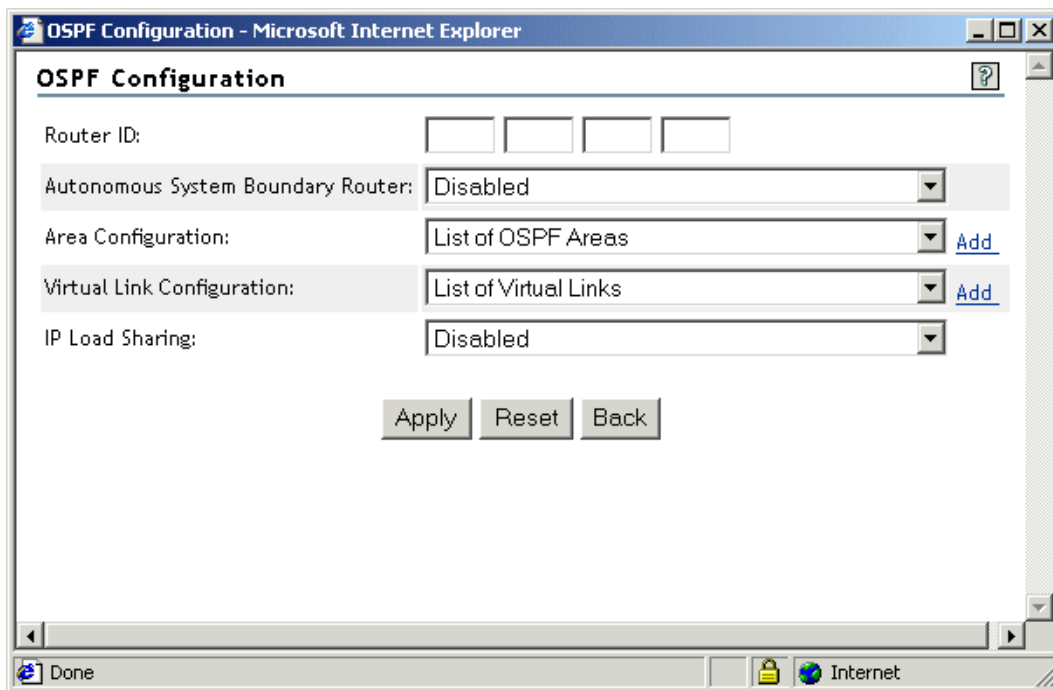 OSPF Configuration - Microsoft Internet Explorer
OSPF Configuration
?
Router ID:
Autonomous System Boundary Router: Disabled
Area Configuration: List of OSPF Areas Add
Virtual Link Configuration: List of Virtual Links Add
IP Load Sharing: Disabled
Apply Reset Back
Done Internet